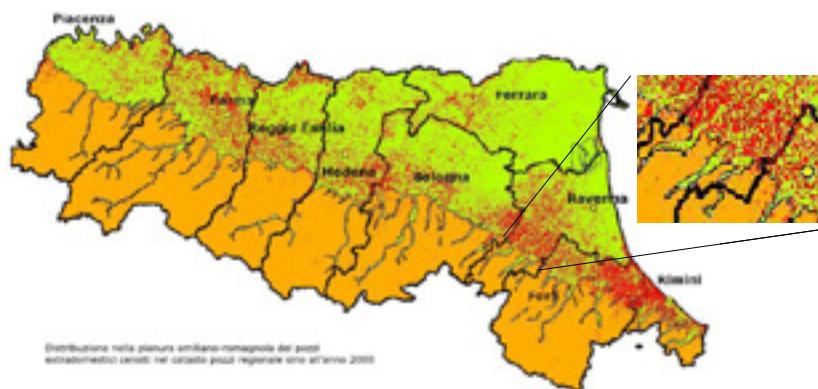 Piacenza
Parma
Reggio Emilia
Modena
Bologna
Ferrara
Ravenna
Forlì
Rimini
Distribuzione nella pianura emiliano-romagnola dei pozzi
extradomestici censiti nel catasto pozzi regionale sino all'anno 2000